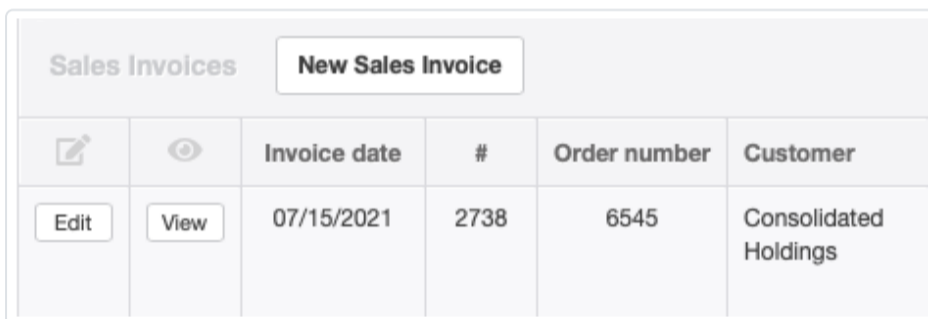 Sales Invoices New Sales Invoice
Invoice date # Order number Customer
Edit View 07/15/2021 2738 6545 Consolidated
Holdings